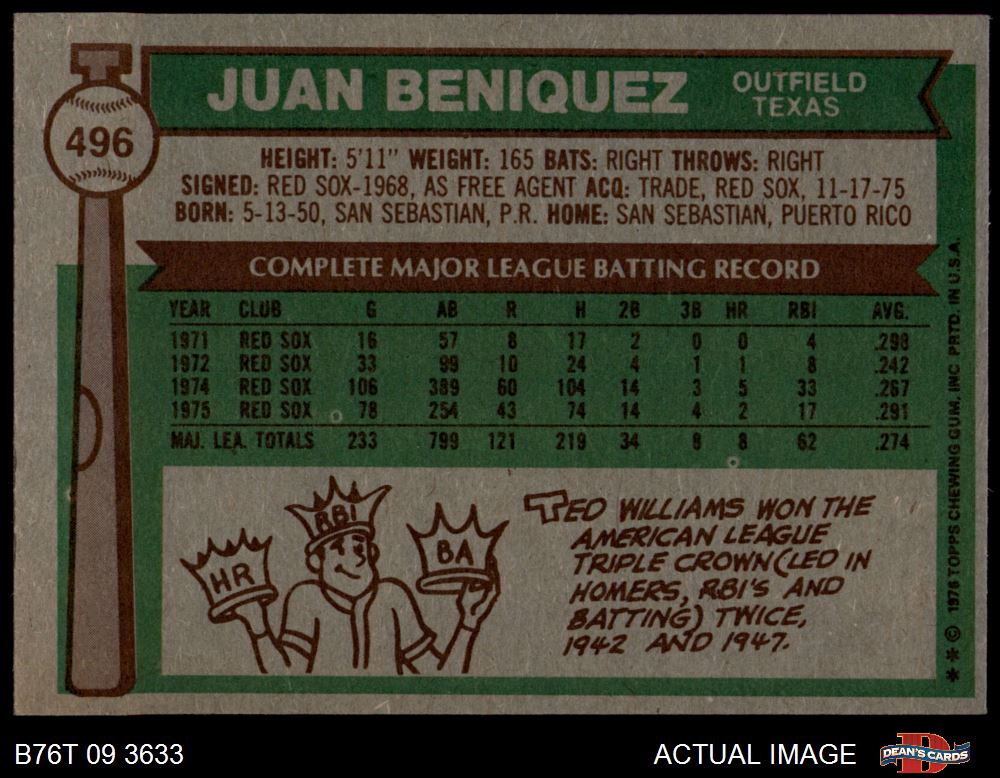 496
JUAN BENIQUEZ
OUTFIELD
TEXAS
HEIGHT: 5'11" WEIGHT: 165 BATS: RIGHT THROWS: RIGHT
SIGNED: RED SOX-1968, AS FREE AGENT ACQ: TRADE, RED SOX, 11-17-75
BORN: 5-13-50, SAN SEBASTIAN, P.R. HOME: SAN SEBASTIAN, PUERTO RICO
COMPLETE MAJOR LEAGUE BATTING RECORD
YEAR CLUB G AB R H 2B 3B HR RBI AVG.
1971 RED SOX 16 57 8 17 2 0 0 4 .298
1972 RED SOX 33 99 10 24 4 1 1 8 .242
1974 RED SOX 106 389 60 104 14 3 5 33 .267
1975 RED SOX 78 254 43 74 14 4 2 17 .291
MAJ. LEA. TOTALS 233 799 121 219 34 8 8 62 .274
HR
RBI
BA
TED WILLIAMS WON THE
AMERICAN LEAGUE
TRIPLE CROWN (LED IN
HOMERS, RBI'S AND
BATTING) TWICE,
1942 AND 1947.
* * © 1976 TOPPS CHEWING GUM, INC PRTD. IN U.S.A.
B76T 09 3633
ACTUAL IMAGE
D
DEAN'S CARDS